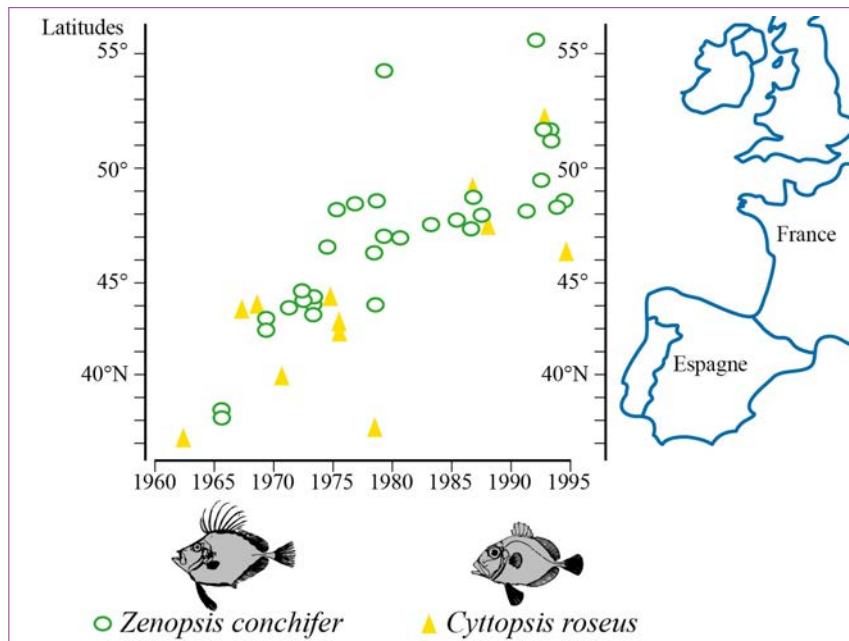 Latitudes
55° 55°
50° 50°
45° 45°
40°N 40°N
France
Espagne
1960 1965 1970 1975 1980 1985 1990 1995
Zenopsis conchifer Cyttopsis roseus